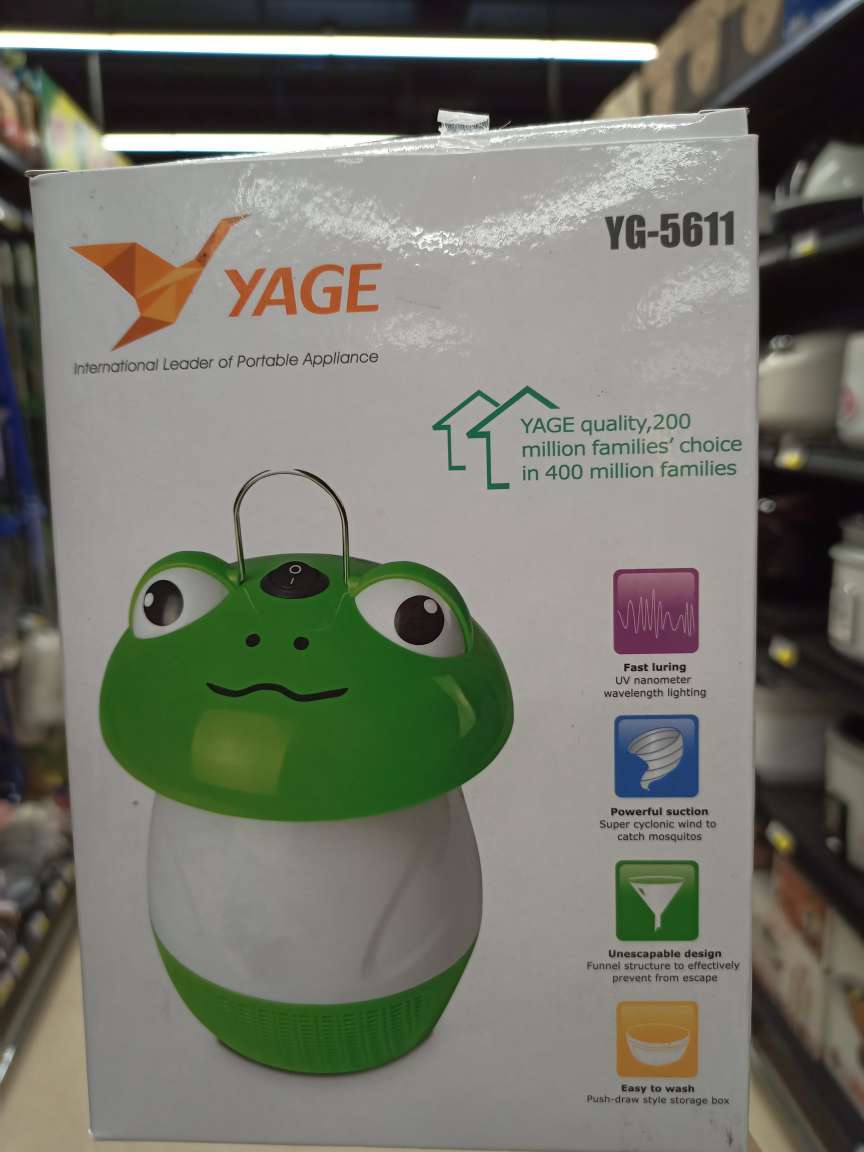 YG-5611
YAGE
International Leader of Portable Appliance
YAGE quality,200
million families' choice
in 400 million families
Fast luring
UV nanometer
wavelength lighting
Powerful suction
Super cyclonic wind to
catch mosquitos
Unescapable design
Funnel structure to effectively
prevent from escape
Easy to wash
Push-draw style storage box